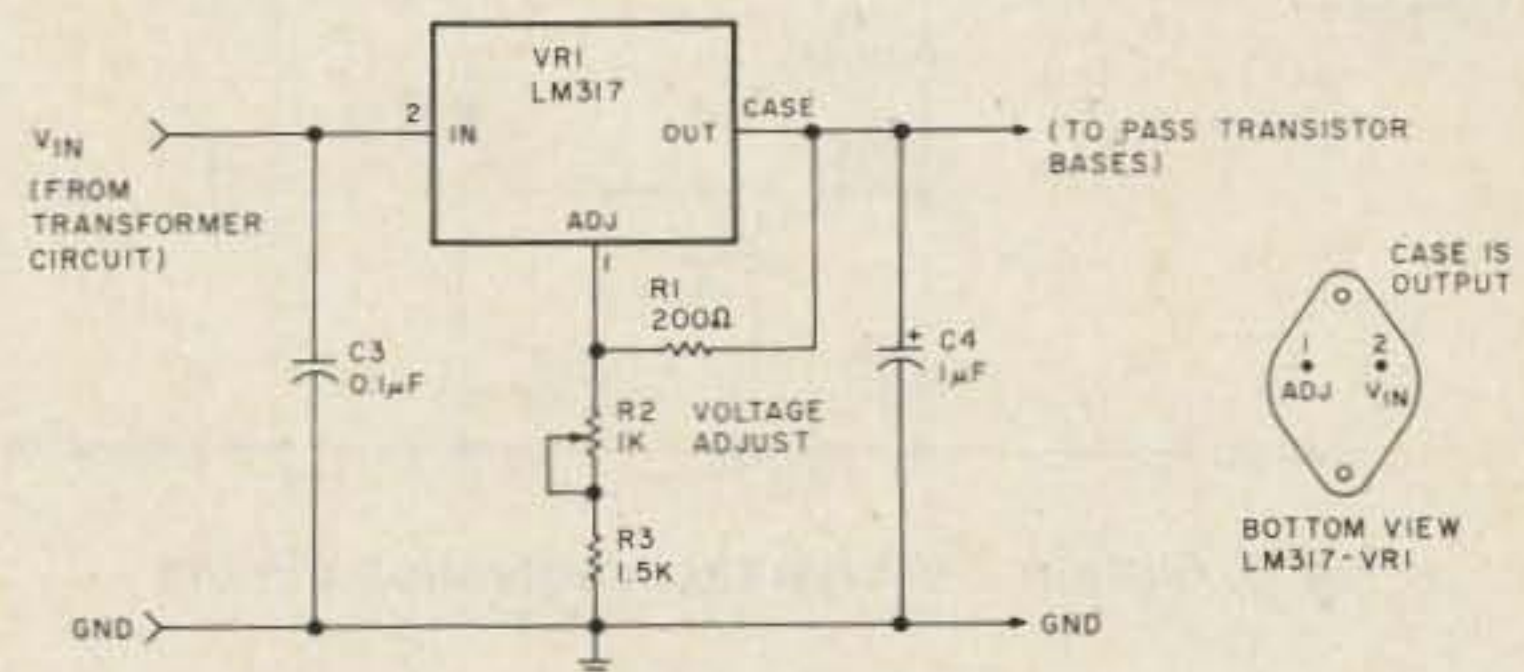 VR1
LM317
2
IN
OUT
CASE
ADJ
1
VIN
(FROM
TRANSFORMER
CIRCUIT)
(TO PASS TRANSISTOR
BASES)
R1
200Ω
C3
0.1μF
C4
+
1μF
R2 VOLTAGE
1K ADJUST
R3
1.5K
GND
GND
CASE IS
OUTPUT
1 2
ADJ VIN
BOTTOM VIEW
LM317-VR1